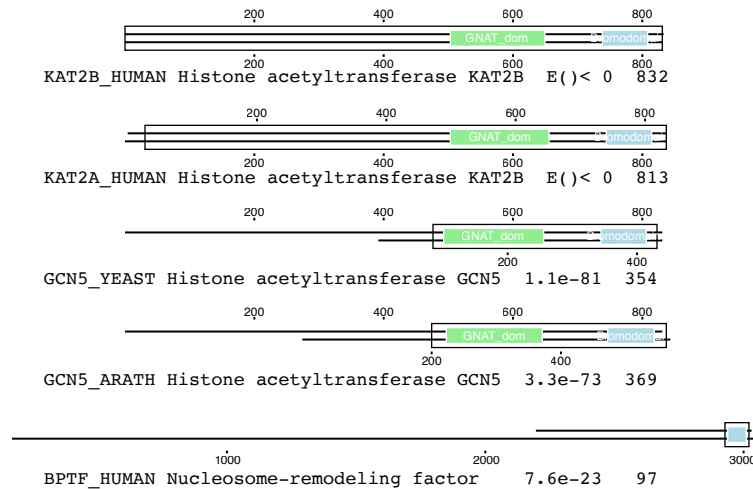 200 400 600 800
GNAT_dom
200 400 600 800
KAT2B_HUMAN Histone acetyltransferase KAT2B E()< 0 832
200 400 600 800
GNAT_dom
200 400 600 800
KAT2A_HUMAN Histone acetyltransferase KAT2B E()< 0 813
200 400 600 800
GNAT_dom
200 400
GCN5_YEAST Histone acetyltransferase GCN5 1.1e-81 354
200 400 600 800
GNAT_dom
200 400
GCN5_ARATH Histone acetyltransferase GCN5 3.3e-73 369
1000 2000 3000
BPTF_HUMAN Nucleosome-remodeling factor 7.6e-23 97